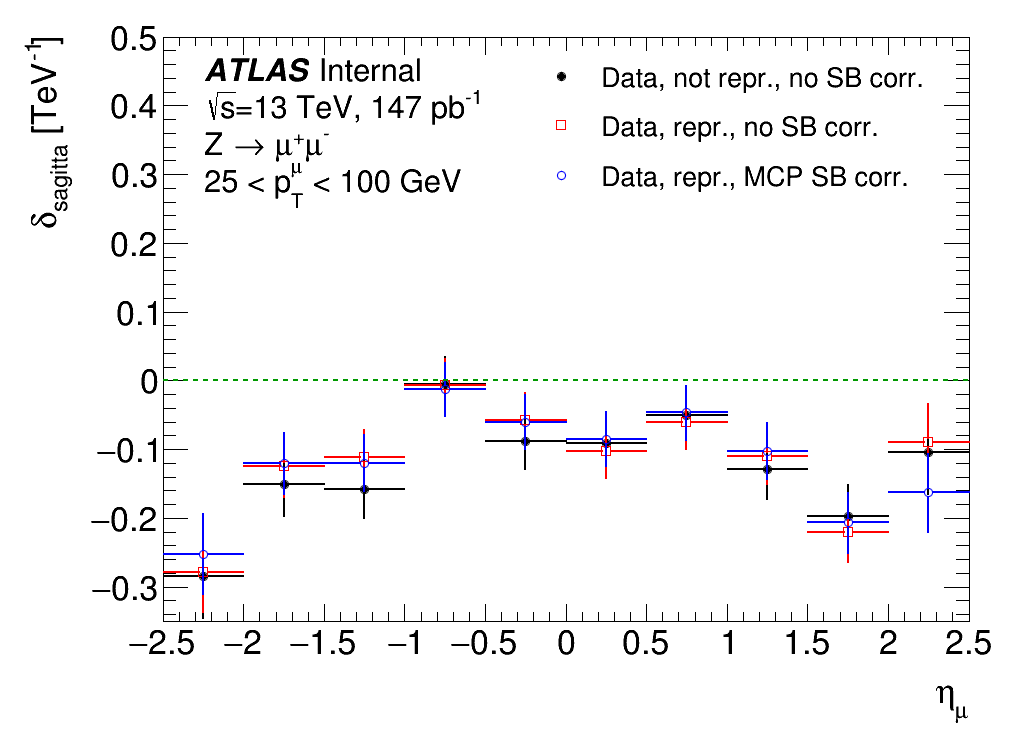 δsagitta [TeV⁻¹]
0.5
0.4
0.3
0.2
0.1
0
−0.1
−0.2
−0.3
ATLAS Internal
√s=13 TeV, 147 pb⁻¹
Z → μ⁺μ⁻
25 < pTμ < 100 GeV
Data, not repr., no SB corr.
Data, repr., no SB corr.
Data, repr., MCP SB corr.
−2.5 −2 −1.5 −1 −0.5 0 0.5 1 1.5 2 2.5
ημ